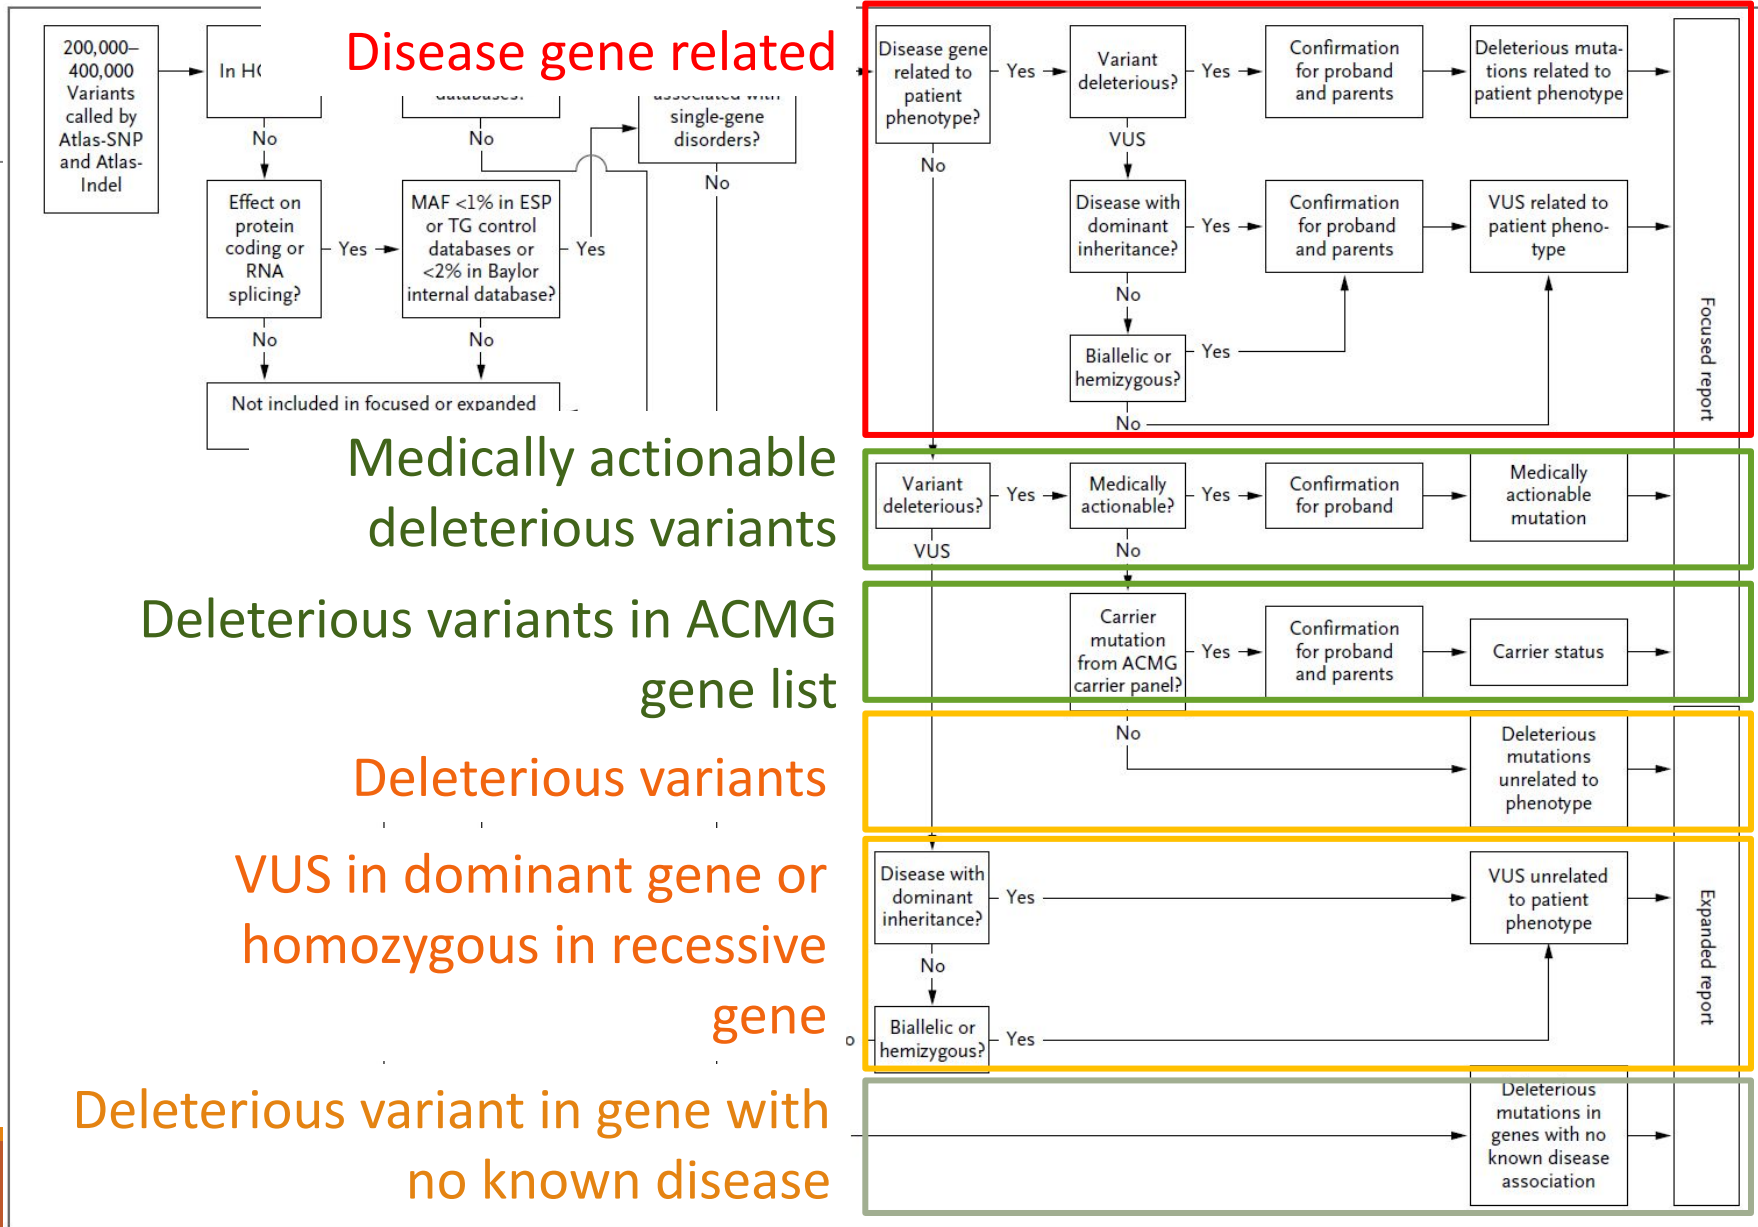 Disease gene related
200,000–
400,000
Variants
called by
Atlas-SNP
and Atlas-
Indel
In
databases?
associated with
single-gene
disorders?
No
No
No
Effect on
protein
coding or
RNA
splicing?
Yes
MAF <1% in ESP
or TG control
databases or
<2% in Baylor
internal database?
Yes
No
No
Not included in focused or expanded
Disease gene
related to
patient
phenotype?
Yes
Variant
deleterious?
Yes
Confirmation
for proband
and parents
Deleterious muta-
tions related to
patient phenotype
No
VUS
Disease with
dominant
inheritance?
Yes
Confirmation
for proband
and parents
VUS related to
patient pheno-
type
No
Biallelic or
hemizygous?
Yes
No
Focused report
Medically actionable
deleterious variants
Variant
deleterious?
Yes
Medically
actionable?
Yes
Confirmation
for proband
Medically
actionable
mutation
VUS
No
Deleterious variants in ACMG
gene list
Carrier
mutation
from ACMG
carrier panel?
Yes
Confirmation
for proband
and parents
Carrier status
No
Deleterious variants
Deleterious
mutations
unrelated to
phenotype
VUS in dominant gene or
homozygous in recessive
gene
Disease with
dominant
inheritance?
Yes
VUS unrelated
to patient
phenotype
No
Biallelic or
hemizygous?
Yes
Expanded report
Deleterious variant in gene with
no known disease
Deleterious
mutations in
genes with no
known disease
association